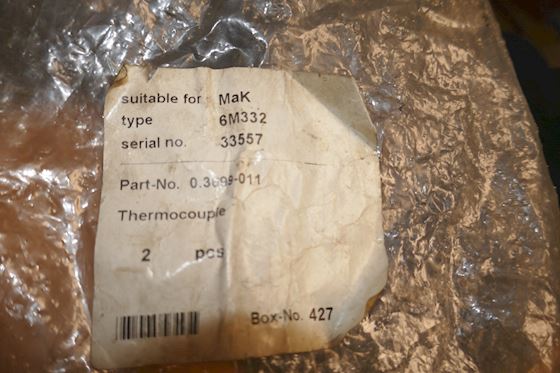 suitable for MaK
type 6M332
serial no. 33557
Part-No. 0.3699-011
Thermocouple
2 pcs
Box-No. 427